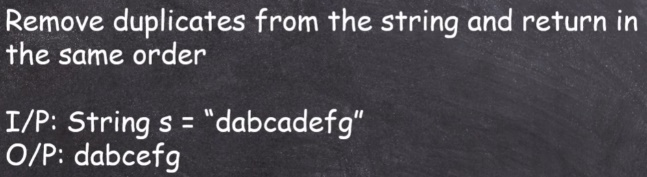 Remove duplicates from the string and return in
the same order
I/P: String s = "dabcadefg"
O/P: dabcefg